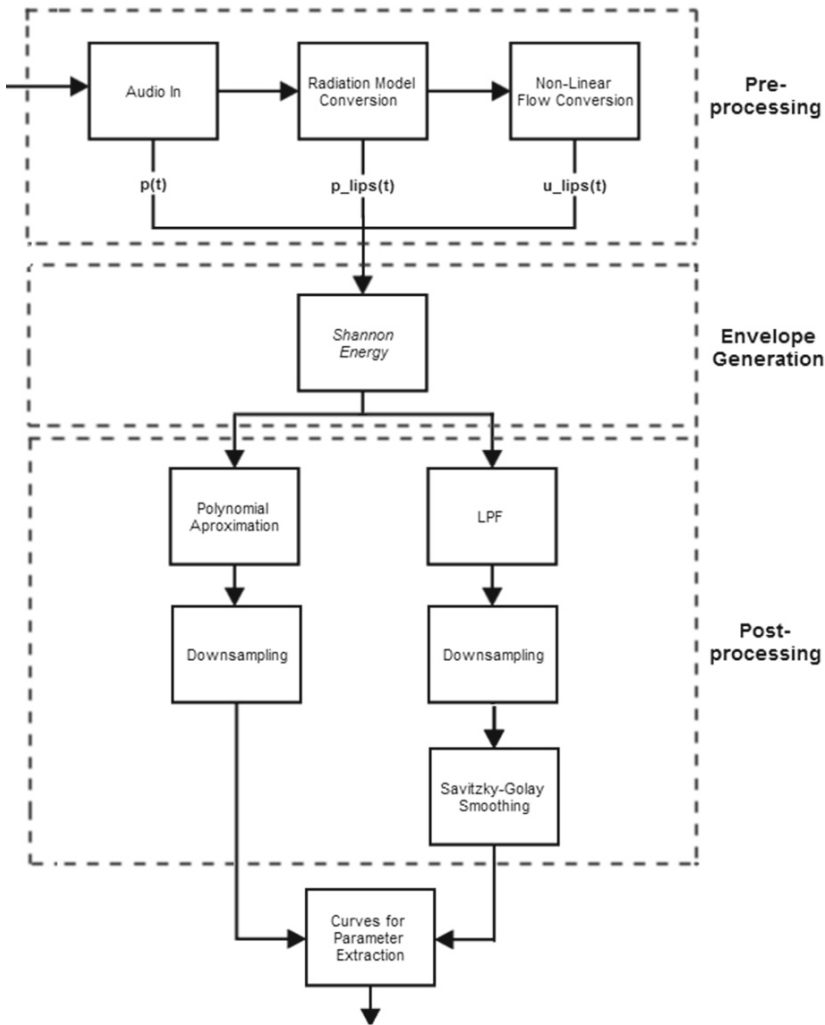 Audio In
Radiation Model
Conversion
Non-Linear
Flow Conversion
Pre-
processing
p(t)
p_lips(t)
u_lips(t)
Shannon
Energy
Envelope
Generation
Polynomial
Aproximation
LPF
Downsampling
Downsampling
Post-
processing
Savitzky-Golay
Smoothing
Curves for
Parameter
Extraction